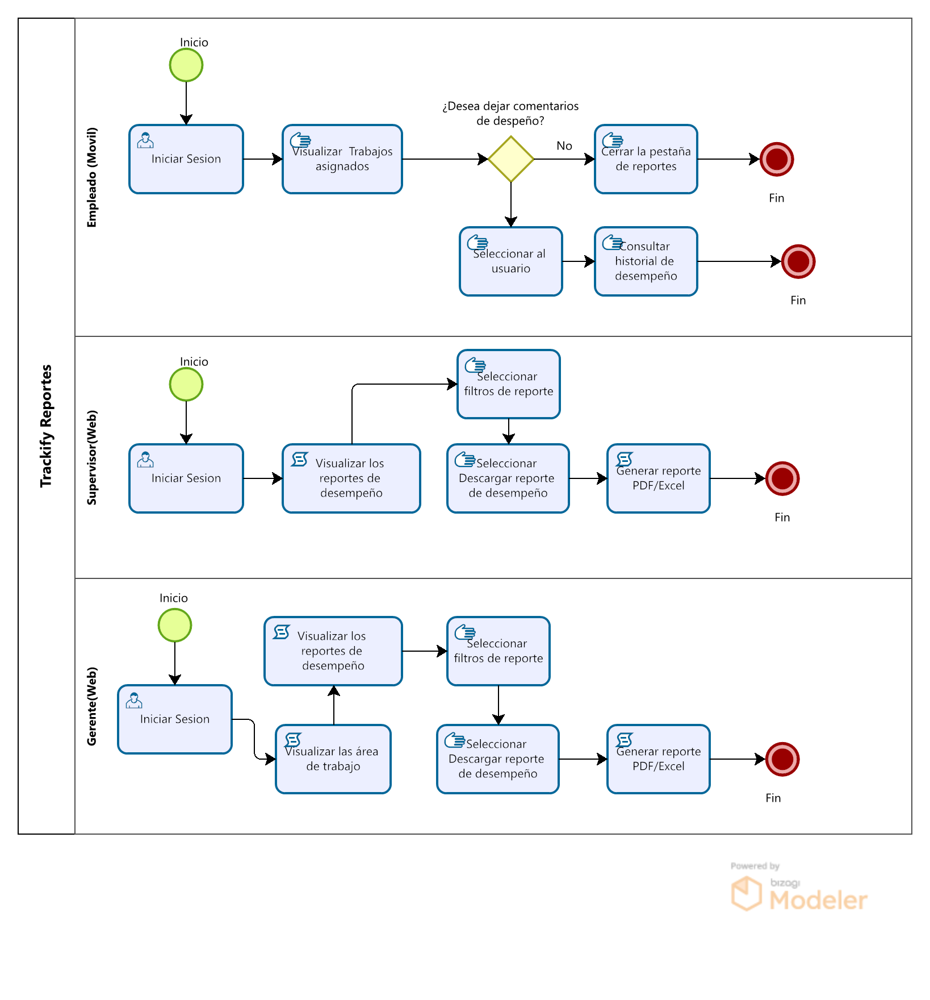 Trackify Reportes
Empleado (Movil)
Inicio
Iniciar Sesion
Visualizar  Trabajos
asignados
¿Desea dejar comentarios
de despeño?
No
Cerrar la pestaña
de reportes
Fin
Seleccionar al
usuario
Consultar
historial de
desempeño
Fin
Supervisor(Web)
Inicio
Iniciar Sesion
Visualizar los
reportes de
desempeño
Seleccionar
filtros de reporte
Seleccionar
Descargar reporte
de desempeño
Generar reporte
PDF/Excel
Fin
Gerente(Web)
Inicio
Iniciar Sesion
Visualizar las área
de trabajo
Visualizar los
reportes de
desempeño
Seleccionar
filtros de reporte
Seleccionar
Descargar reporte
de desempeño
Generar reporte
PDF/Excel
Fin
Powered by
bizagi
Modeler